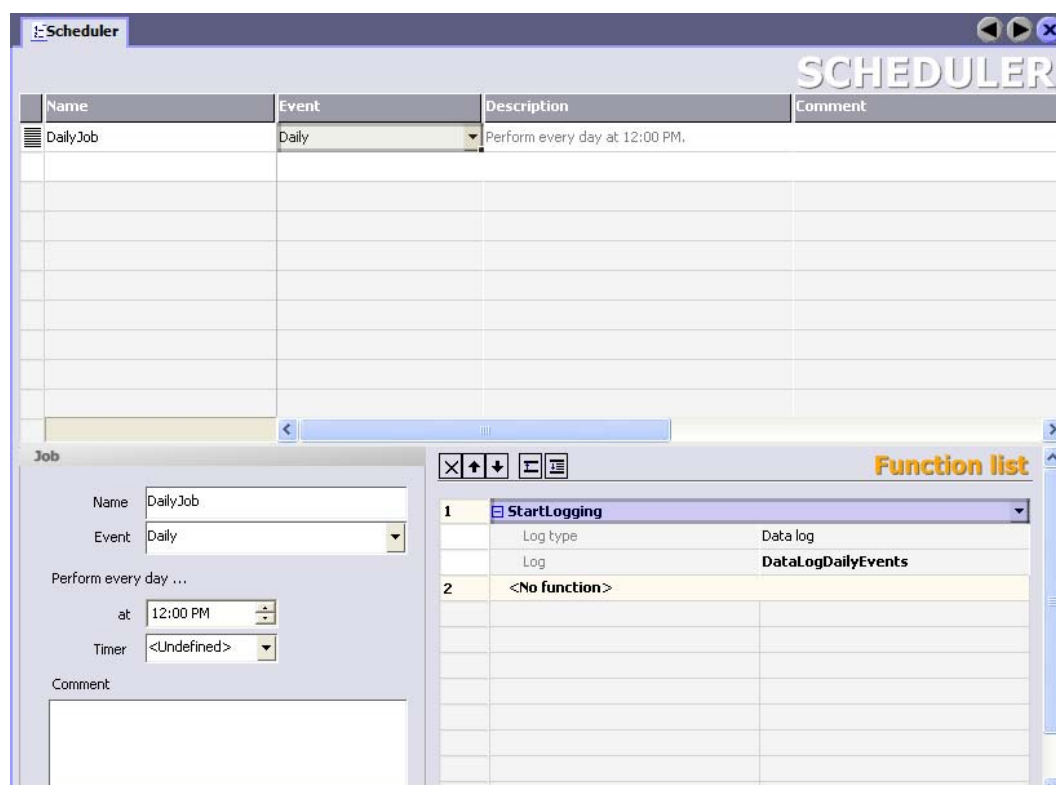 Scheduler
SCHEDULER
Name Event Description Comment
DailyJob Daily Perform every day at 12:00 PM.
Job
Function list
Name DailyJob
Event Daily
Perform every day ...
at 12:00 PM
Timer <Undefined>
Comment
1 StartLogging
Log type Data log
Log DataLogDailyEvents
2 <No function>